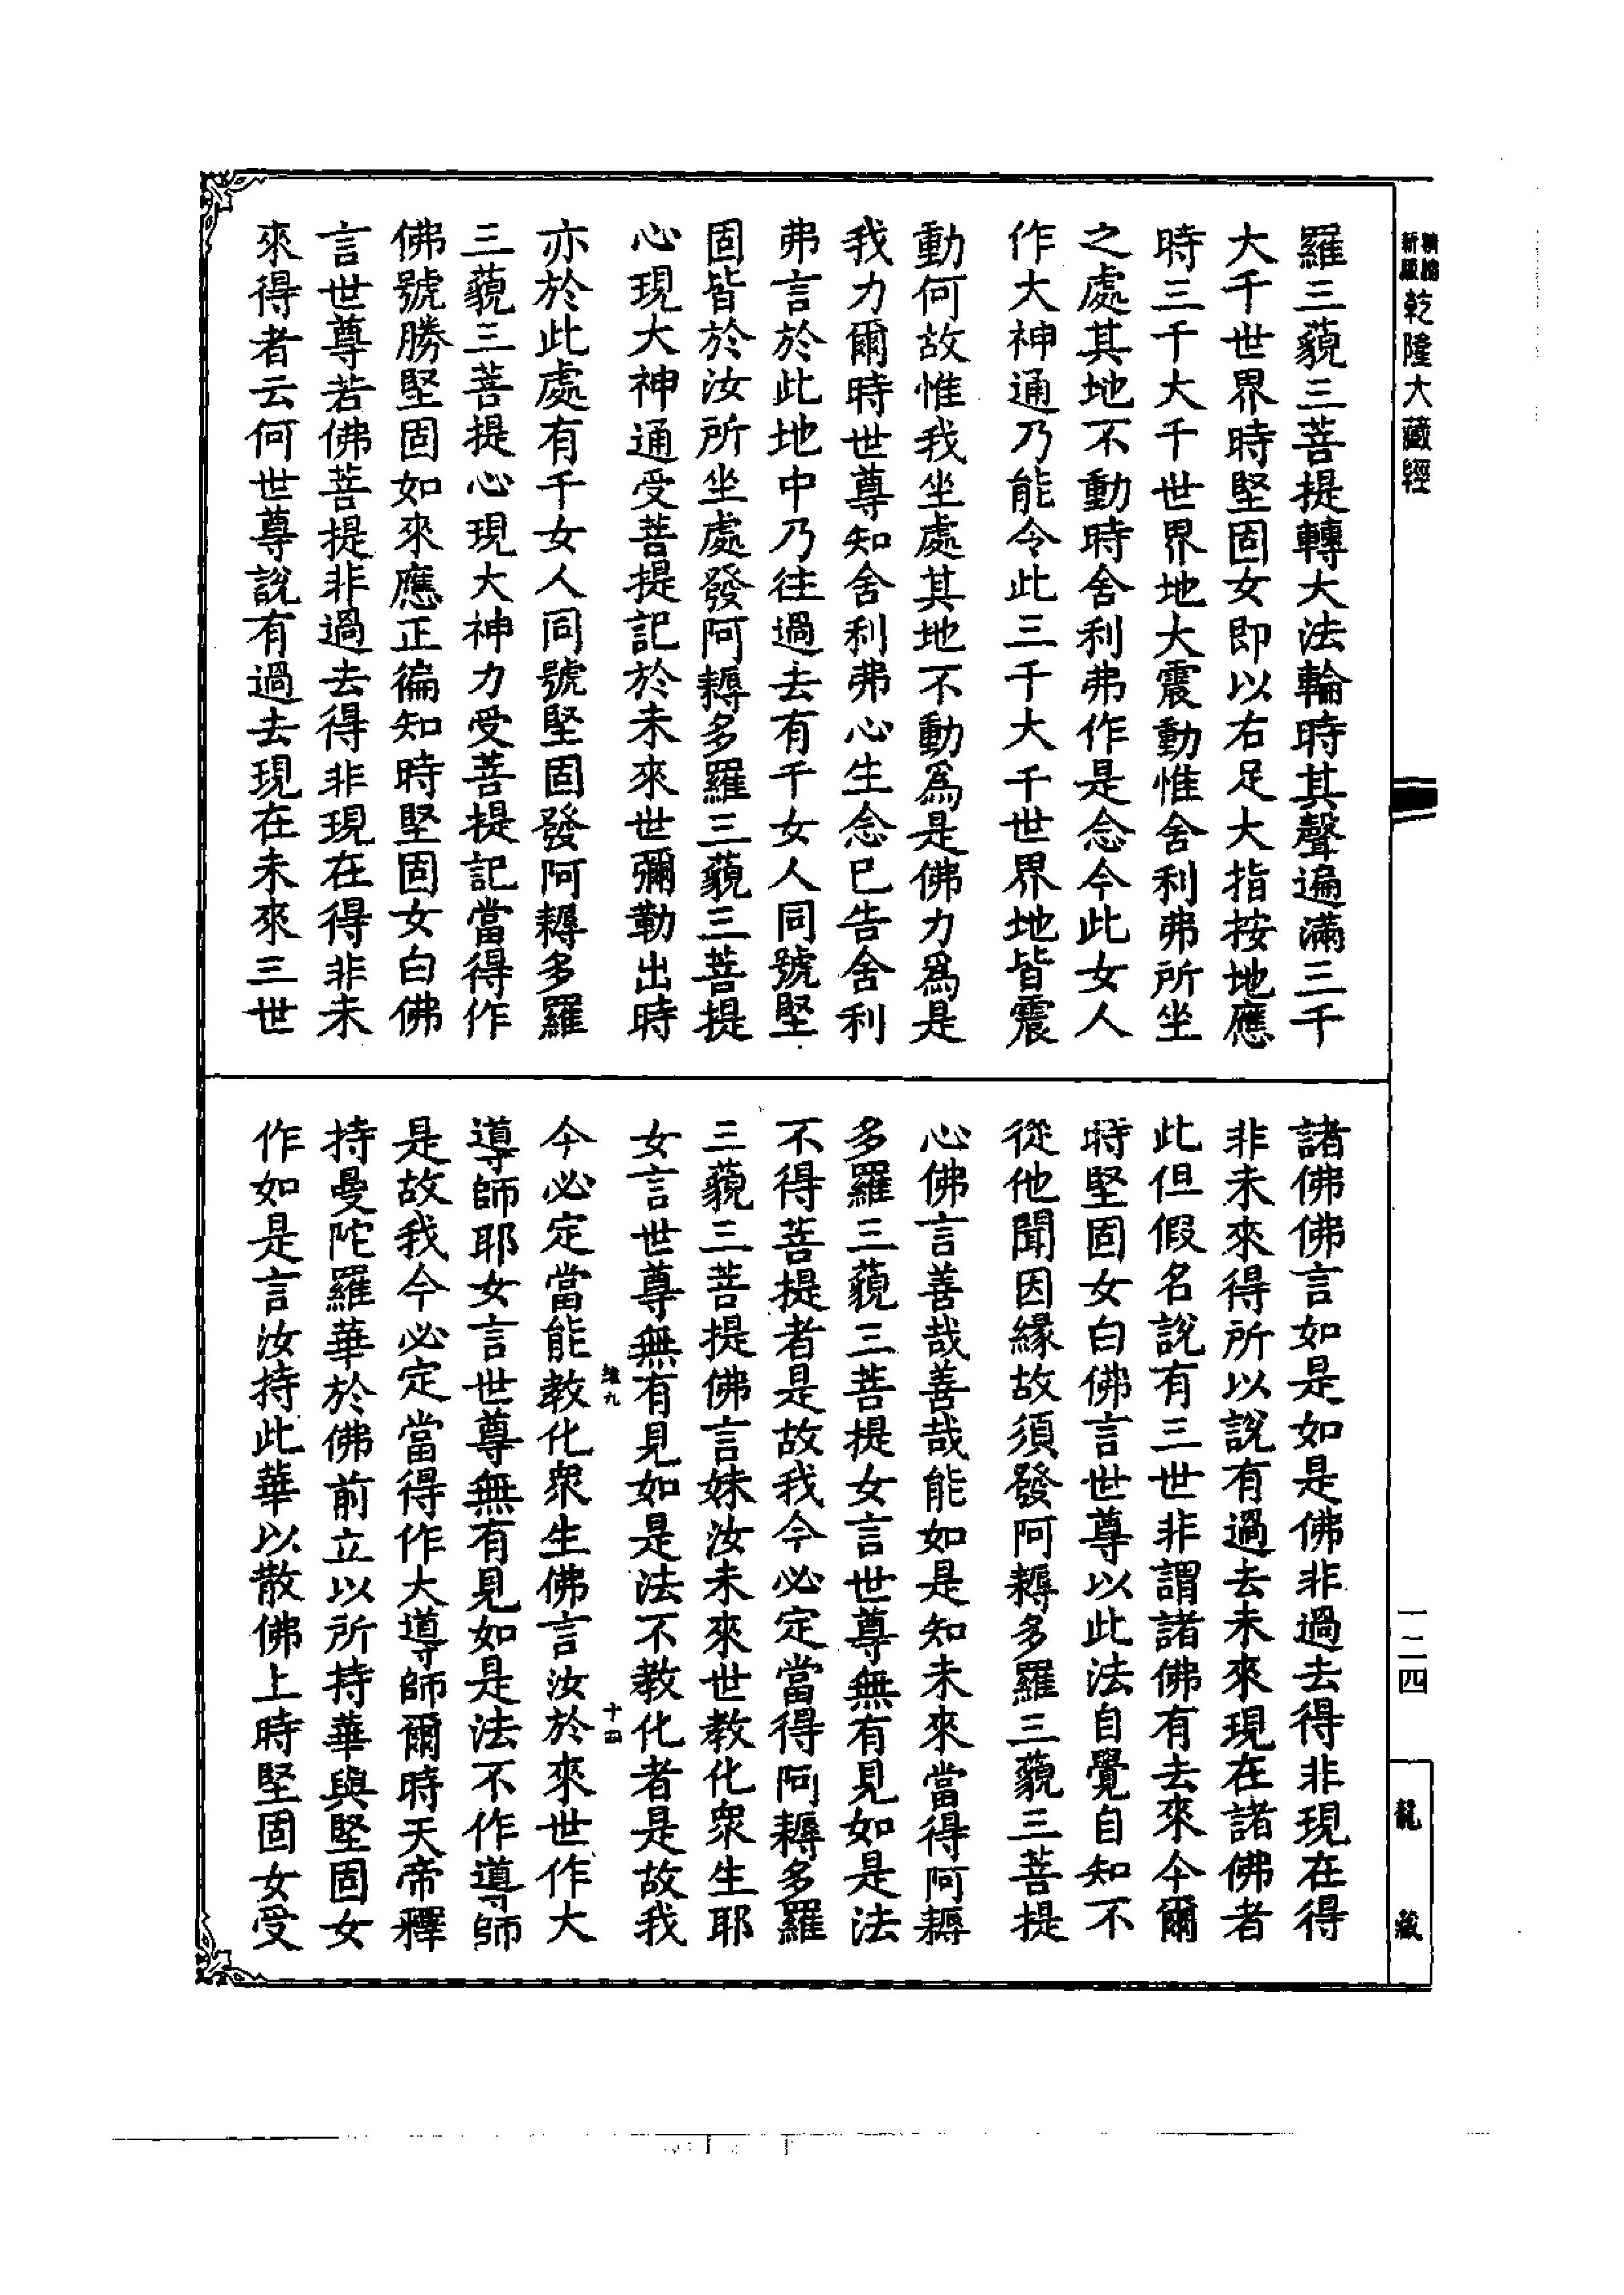 乾隆大藏經
羅三藐三菩提轉大法輪時其聲遍滿三千
大千世界時堅固女即以右足大指按地應
時三千大千世界地大震動惟舍利弗所坐
之處其地不動時舍利弗作是念今此女人
作大神通乃能令此三千大千世界地皆震
動何故惟我坐處其地不動爲是佛力爲是
我力爾時世尊知舍利弗心生念已告舍利
弗言於此地中乃往過去有千女人同號堅
固皆於汝所坐處發阿耨多羅三藐三菩提
心現大神通受菩提記於未來世彌勒出時
亦於此處有千女人同號堅固發阿耨多羅
三藐三菩提心現大神力受菩提記當得作
佛號勝堅固如來應正徧知時堅固女白佛
言世尊若佛菩提非過去得非現在得非未
來得者云何世尊說有過去現在未來三世
諸佛佛言如是如是佛非過去得非現在得
非未來得所以說有過去未來現在諸佛者
此但假名說有三世非謂諸佛有去來今爾
時堅固女白佛言世尊以此法自覺自知不
從他聞因緣故須發阿耨多羅三藐三菩提
心佛言善哉善哉能如是知未來當得阿耨
多羅三藐三菩提女言世尊無有見如是法
不得菩提者是故我今必定當得阿耨多羅
三藐三菩提佛言妹汝未來世教化衆生耶
女言世尊無有見如是法不教化者是故我
今必定當能教化衆生佛言汝於來世作大
導師耶女言世尊無有見如是法不作導師
是故我今必定當得作大導師爾時天帝釋
持曼陀羅華於佛前立以所持華與堅固女
作如是言汝持此華以散佛上時堅固女受
十四
一二四
龍藏